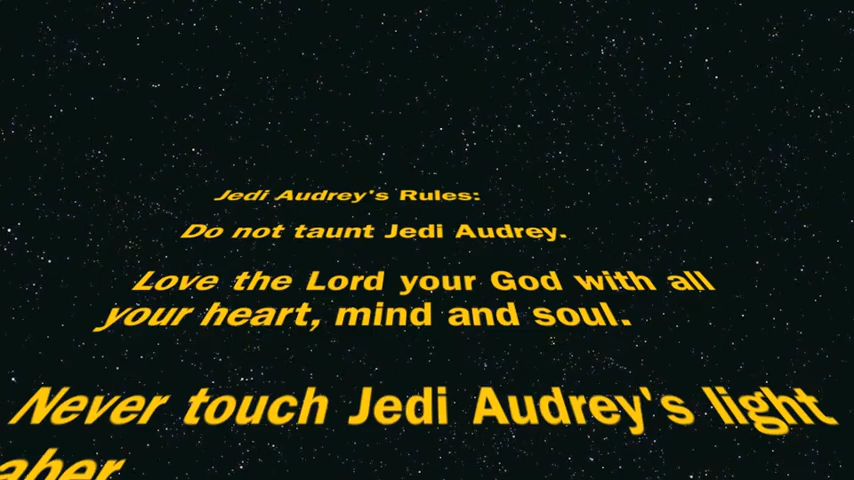 Jedi Audrey's Rules:
Do not taunt Jedi Audrey.
Love the Lord your God with all
your heart, mind and soul.
Never touch Jedi Audrey's light
aber